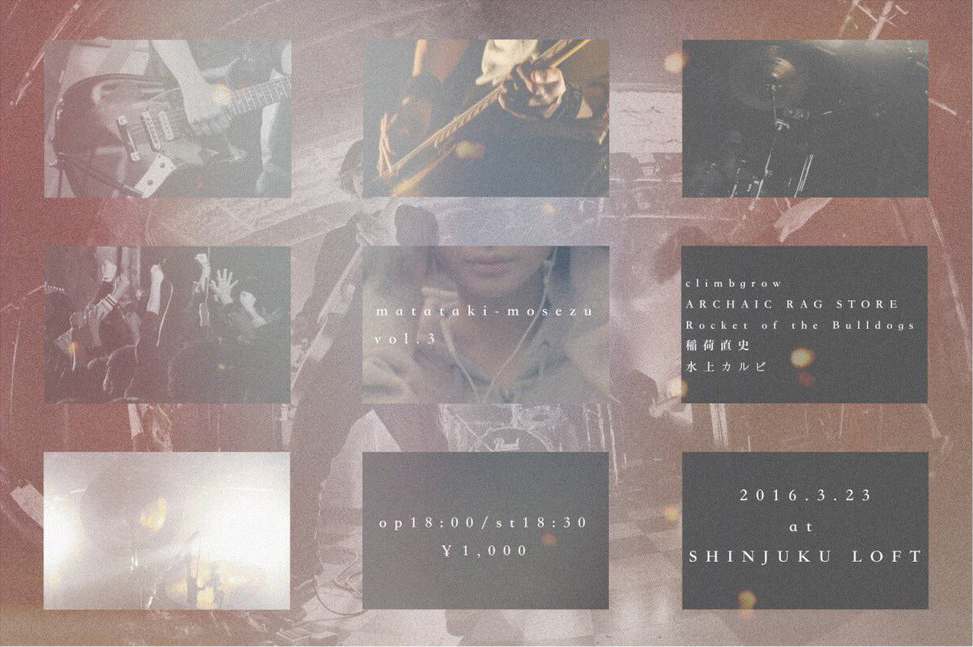 matataki-mosezu
vol.3
climbgrow
ARCHAIC RAG STORE
Rocket of the Bulldogs
稲荷直史
水上カルビ
Pearl
op18:00/st18:30
¥1,000
2016.3.23
at
SHINJUKU LOFT